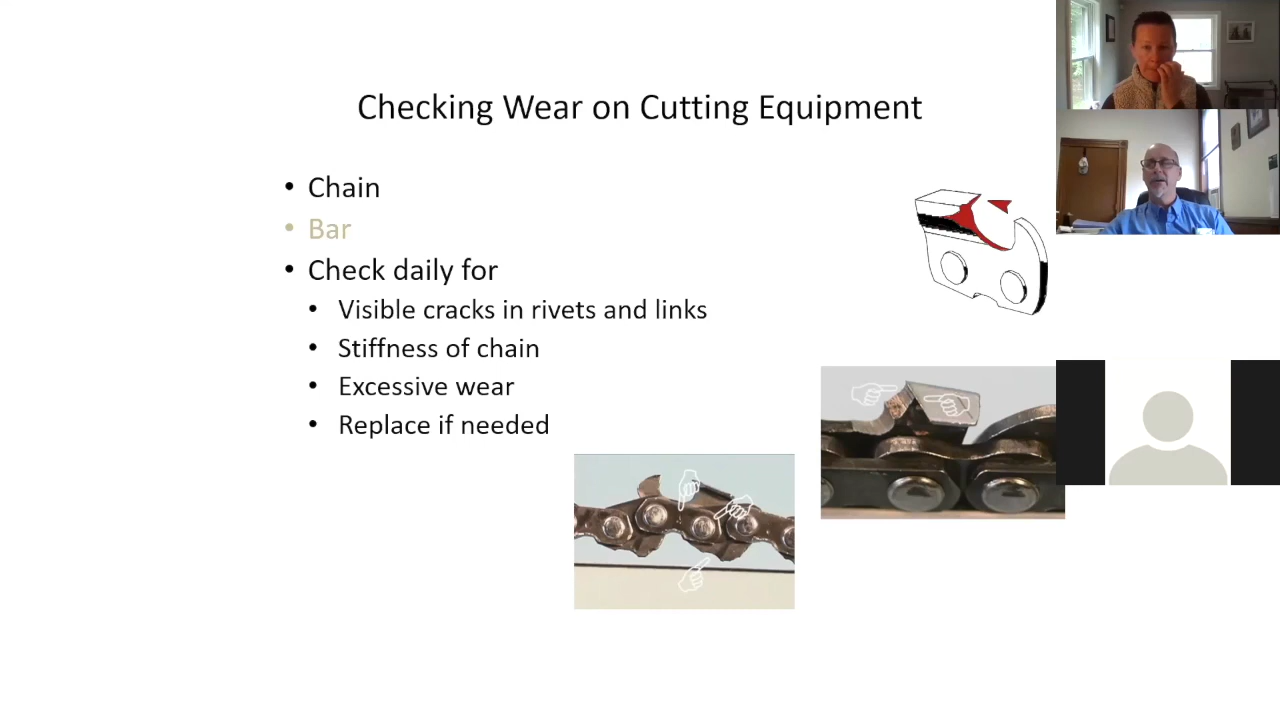 Checking Wear on Cutting Equipment
• Chain
• Bar
• Check daily for
• Visible cracks in rivets and links
• Stiffness of chain
• Excessive wear
• Replace if needed